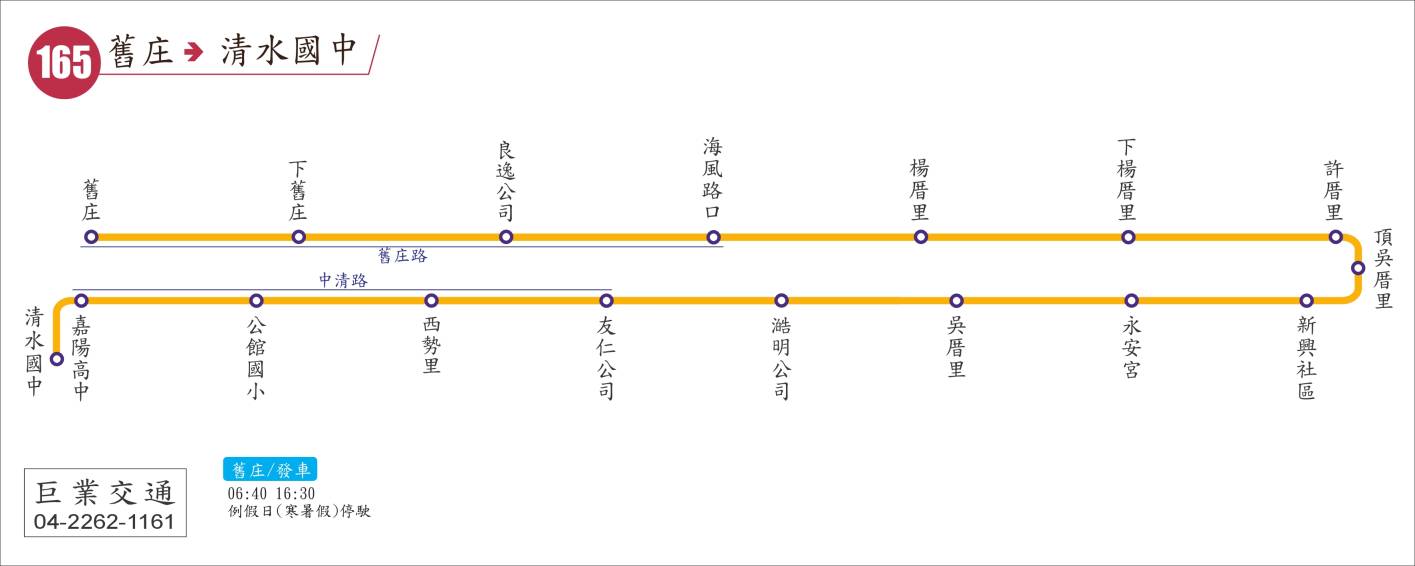 165 舊庄 → 清水國中
舊庄
下舊庄
良逸公司
海風路口
楊厝里
下楊厝里
許厝里
頂吳厝里
舊庄路
中清路
清水國中
嘉陽高中
公館國小
西勢里
友仁公司
澔明公司
吳厝里
永安宮
新興社區
巨業交通
04-2262-1161
舊庄/發車
06:40 16:30
例假日(寒暑假)停駛